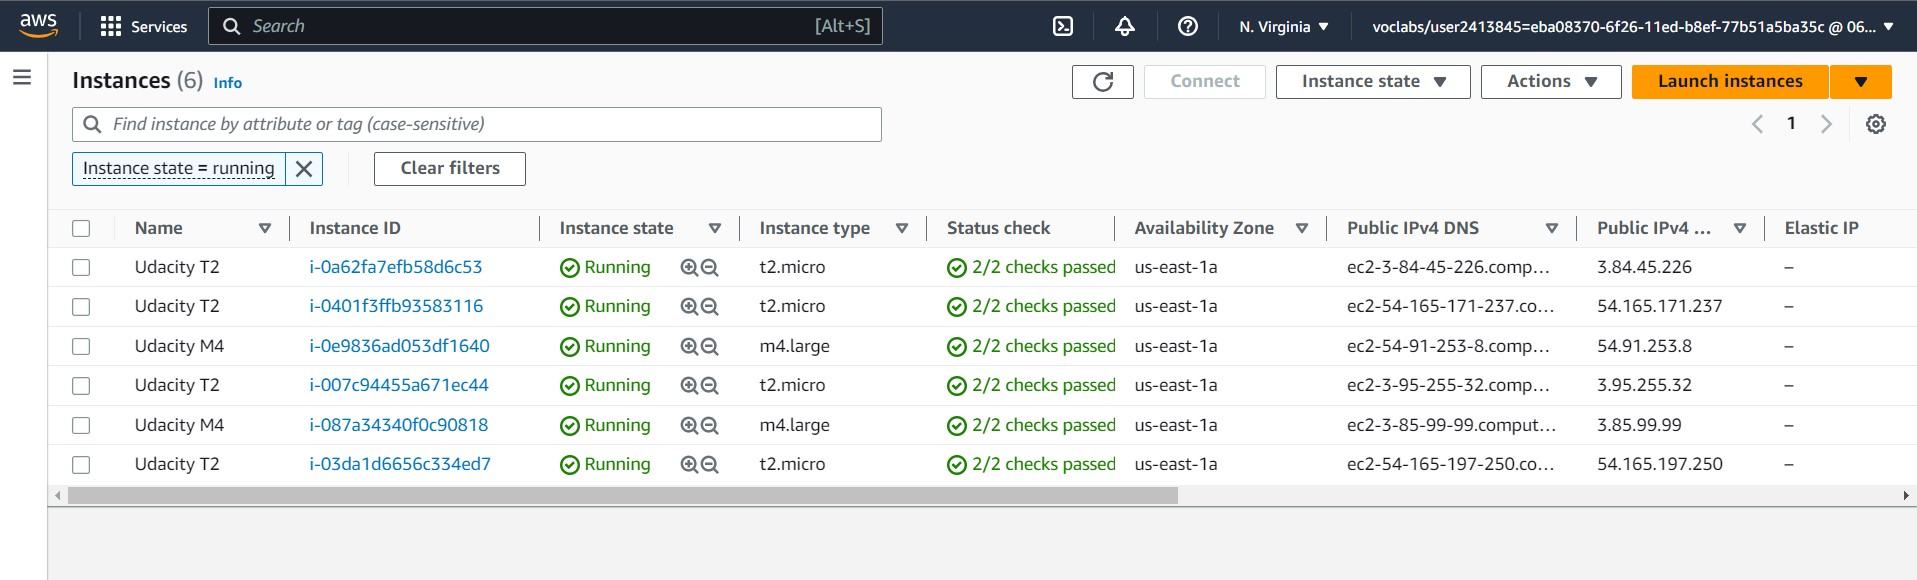 aws Services Search [Alt+S] N. Virginia voclabs/user2413845=eba08370-6f26-11ed-b8ef-77b51a5ba35c @ 06...
Instances (6) Info Connect Instance state Actions Launch instances
Find instance by attribute or tag (case-sensitive) 1
Instance state = running Clear filters
Name Instance ID Instance state Instance type Status check Availability Zone Public IPv4 DNS Public IPv4 ... Elastic IP
Udacity T2 i-0a62fa7efb58d6c53 Running t2.micro 2/2 checks passed us-east-1a ec2-3-84-45-226.comp... 3.84.45.226 –
Udacity T2 i-0401f3ffb93583116 Running t2.micro 2/2 checks passed us-east-1a ec2-54-165-171-237.co... 54.165.171.237 –
Udacity M4 i-0e9836ad053df1640 Running m4.large 2/2 checks passed us-east-1a ec2-54-91-253-8.comp... 54.91.253.8 –
Udacity T2 i-007c94455a671ec44 Running t2.micro 2/2 checks passed us-east-1a ec2-3-95-255-32.comp... 3.95.255.32 –
Udacity M4 i-087a34340f0c90818 Running m4.large 2/2 checks passed us-east-1a ec2-3-85-99-99.comput... 3.85.99.99 –
Udacity T2 i-03da1d6656c334ed7 Running t2.micro 2/2 checks passed us-east-1a ec2-54-165-197-250.co... 54.165.197.250 –